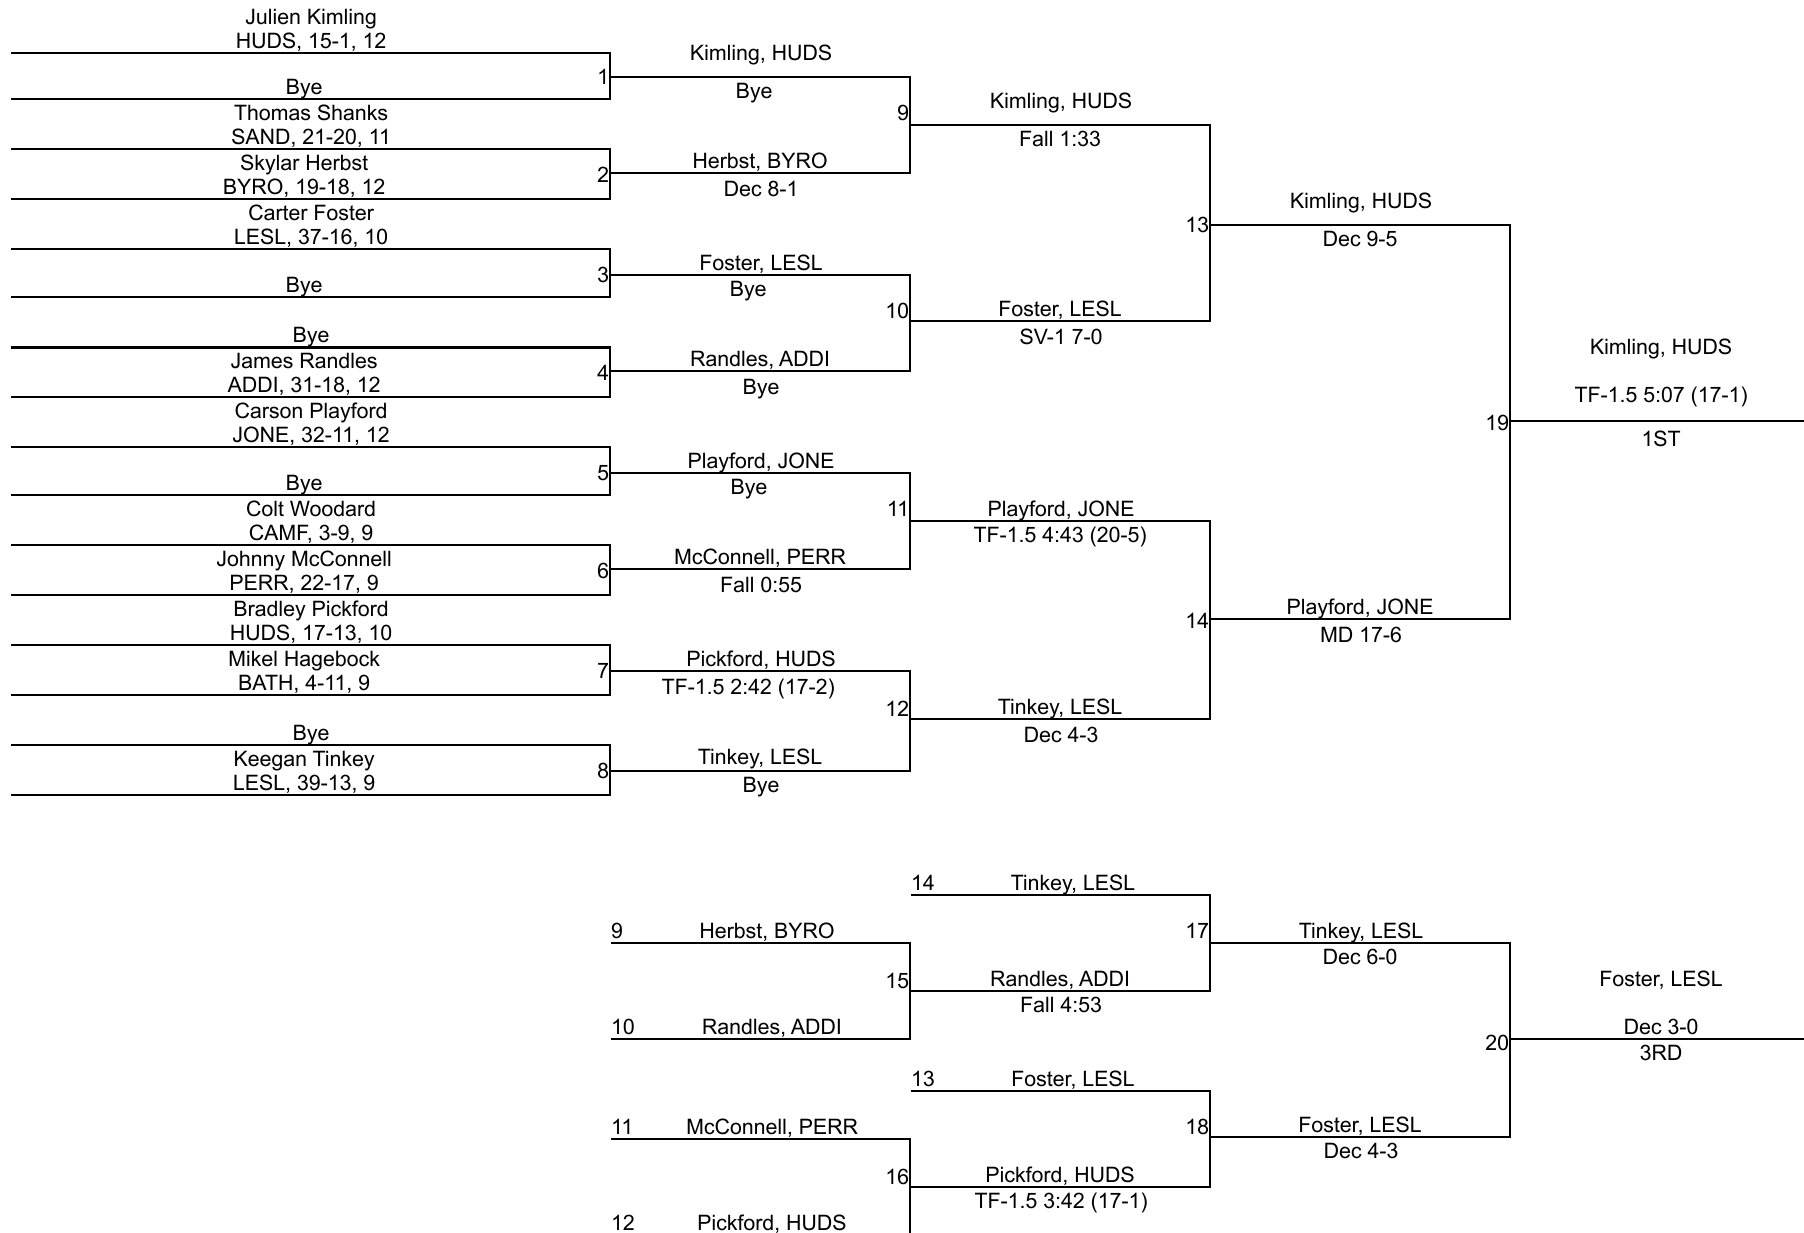 Julien Kimling
HUDS, 15-1, 12
Bye
1
Kimling, HUDS
Bye
Thomas Shanks
SAND, 21-20, 11
Skylar Herbst
BYRO, 19-18, 12
2
Herbst, BYRO
Dec 8-1
9
Kimling, HUDS
Fall 1:33
Carter Foster
LESL, 37-16, 10
Bye
3
Foster, LESL
Bye
Bye
James Randles
ADDI, 31-18, 12
4
Randles, ADDI
Bye
10
Foster, LESL
SV-1 7-0
13
Kimling, HUDS
Dec 9-5
Carson Playford
JONE, 32-11, 12
Bye
5
Playford, JONE
Bye
Colt Woodard
CAMF, 3-9, 9
Johnny McConnell
PERR, 22-17, 9
6
McConnell, PERR
Fall 0:55
11
Playford, JONE
TF-1.5 4:43 (20-5)
Bradley Pickford
HUDS, 17-13, 10
Mikel Hagebock
BATH, 4-11, 9
7
Pickford, HUDS
TF-1.5 2:42 (17-2)
Bye
Keegan Tinkey
LESL, 39-13, 9
8
Tinkey, LESL
Bye
12
Tinkey, LESL
Dec 4-3
14
Playford, JONE
MD 17-6
19
Kimling, HUDS
TF-1.5 5:07 (17-1)
1ST
14
Tinkey, LESL
9
Herbst, BYRO
10
Randles, ADDI
15
Randles, ADDI
Fall 4:53
17
Tinkey, LESL
Dec 6-0
13
Foster, LESL
11
McConnell, PERR
12
Pickford, HUDS
16
Pickford, HUDS
TF-1.5 3:42 (17-1)
18
Foster, LESL
Dec 4-3
20
Foster, LESL
Dec 3-0
3RD